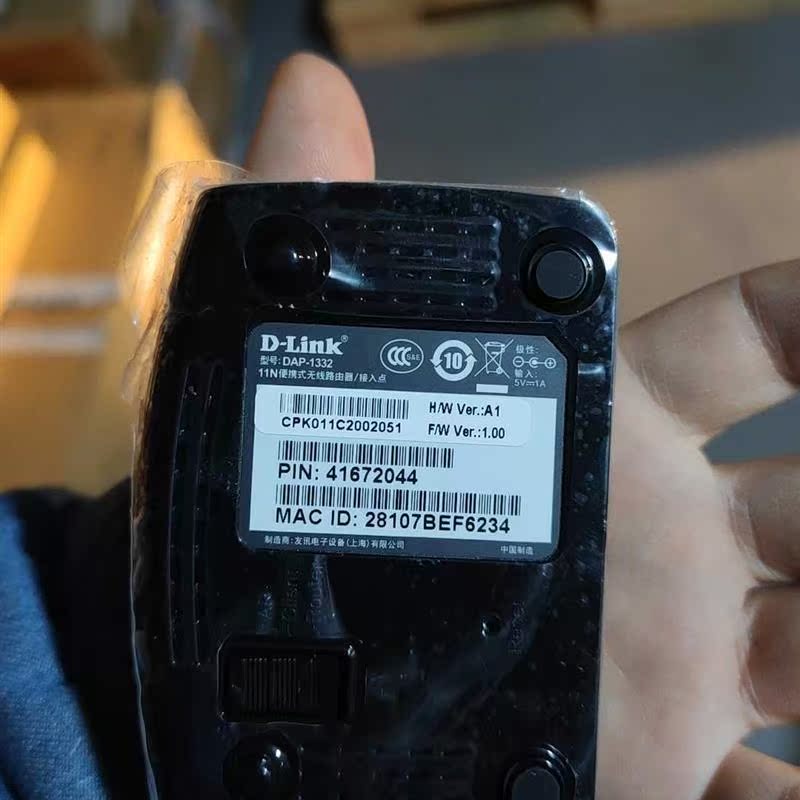 D-Link®
型号: DAP-1332
11N便携式无线路由器/接入点
S&E
10
极性:
输入:
5V⎓1A
CPK011C2002051
H/W Ver.:A1
F/W Ver.:1.00
PIN: 41672044
MAC ID: 28107BEF6234
制造商: 友讯电子设备(上海)有限公司
中国制造
Reset